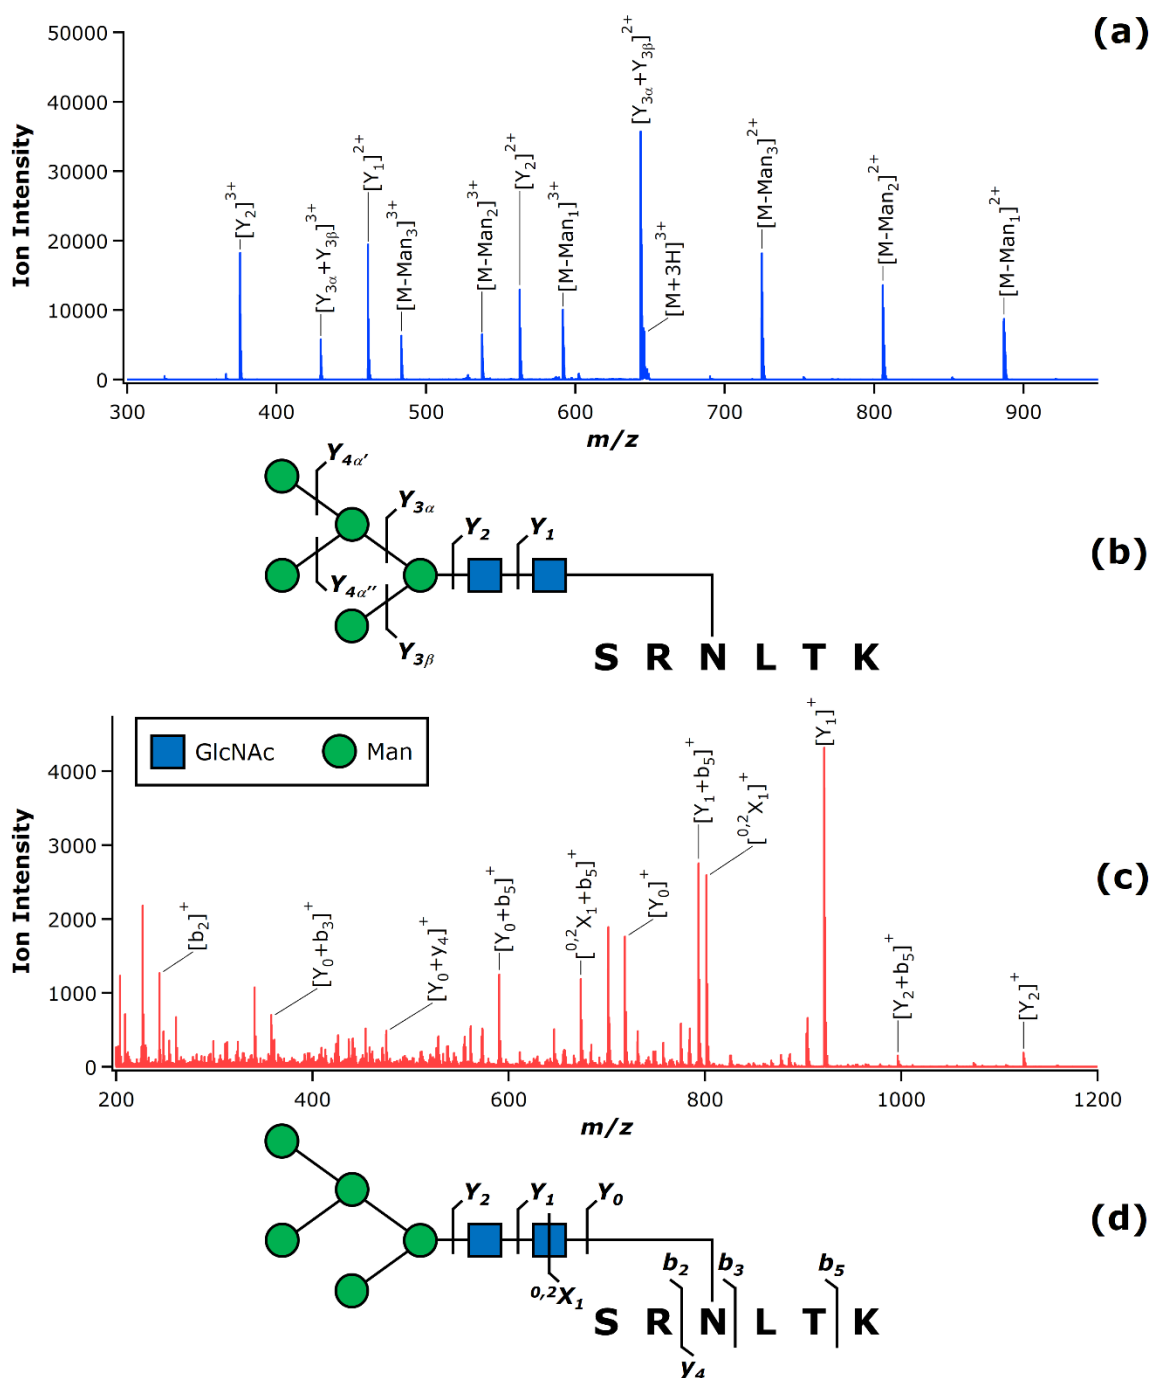 (a)
Ion Intensity
50000
40000
30000
20000
10000
0
[Y2]3+
[Y3α+Y3β]3+
[Y1]2+
[M-Man3]3+
[M-Man2]3+
[Y2]2+
[M-Man1]3+
[Y3α+Y3β]2+
[M+3H]3+
[M-Man3]2+
[M-Man2]2+
[M-Man1]2+
300 400 500 600 700 800 900
m/z
(b)
Y4α'
Y3α
Y2 Y1
Y4α''
Y3β
S R N L T K
(c)
GlcNAc Man
Ion Intensity
4000
3000
2000
1000
0
[b2]+
[Y0+b3]+
[Y0+y4]+
[Y0+b5]+
[0,2X1+b5]+
[Y0]+
[Y1+b5]+
[0,2X1]+
[Y1]+
[Y2+b5]+
[Y2]+
200 400 600 800 1000 1200
m/z
(d)
Y2 Y1 Y0
0,2X1
b2 b3 b5
S R N L T K
y4